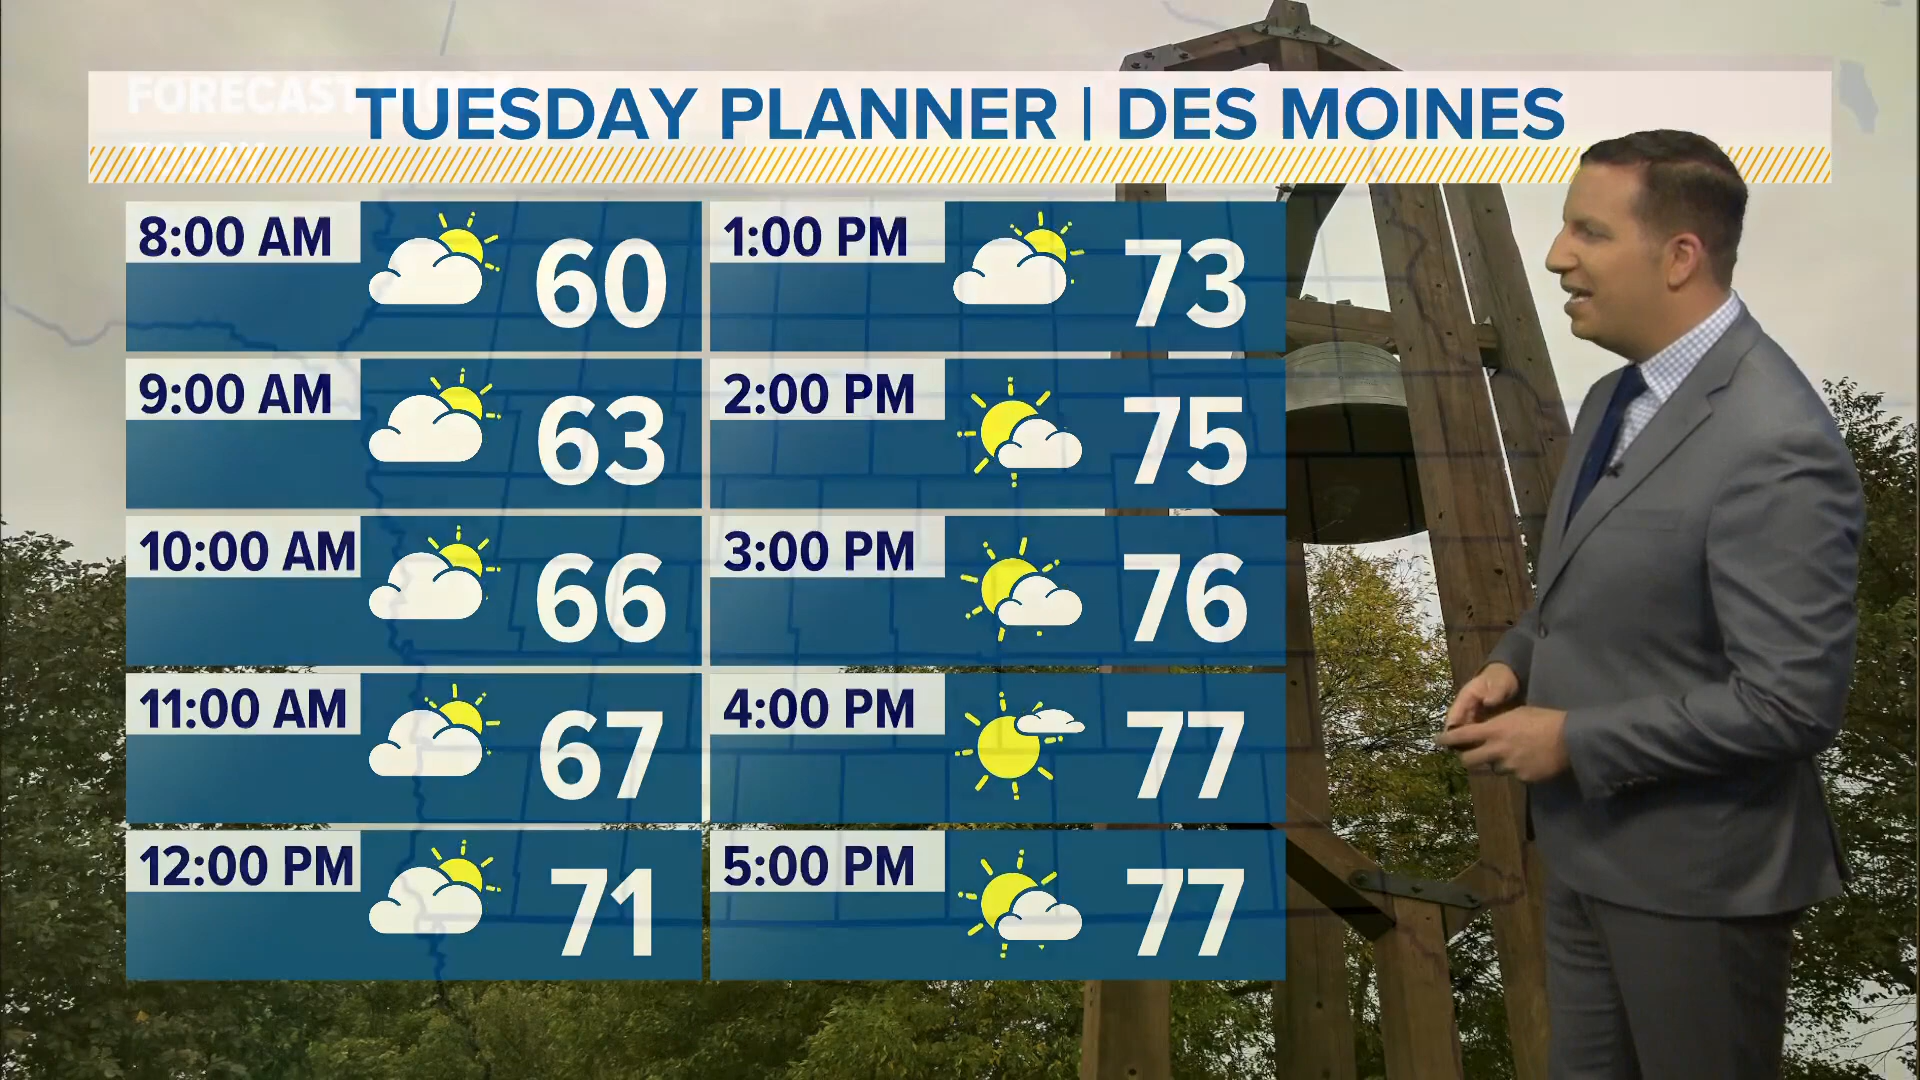 FORECAST
TUESDAY PLANNER | DES MOINES
TODAY
8:00 AM 60
9:00 AM 63
10:00 AM 66
11:00 AM 67
12:00 PM 71
1:00 PM 73
2:00 PM 75
3:00 PM 76
4:00 PM 77
5:00 PM 77